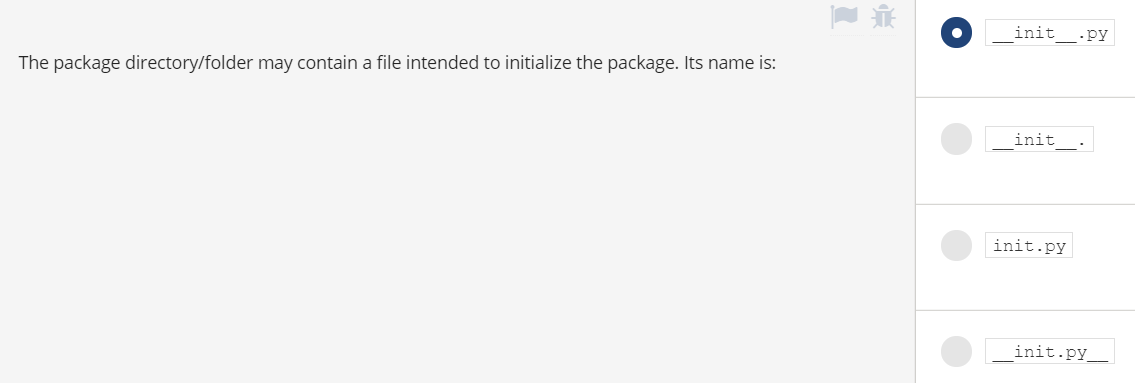 The package directory/folder may contain a file intended to initialize the package. Its name is:
__init__.py
__init__.
init.py
__init.py__